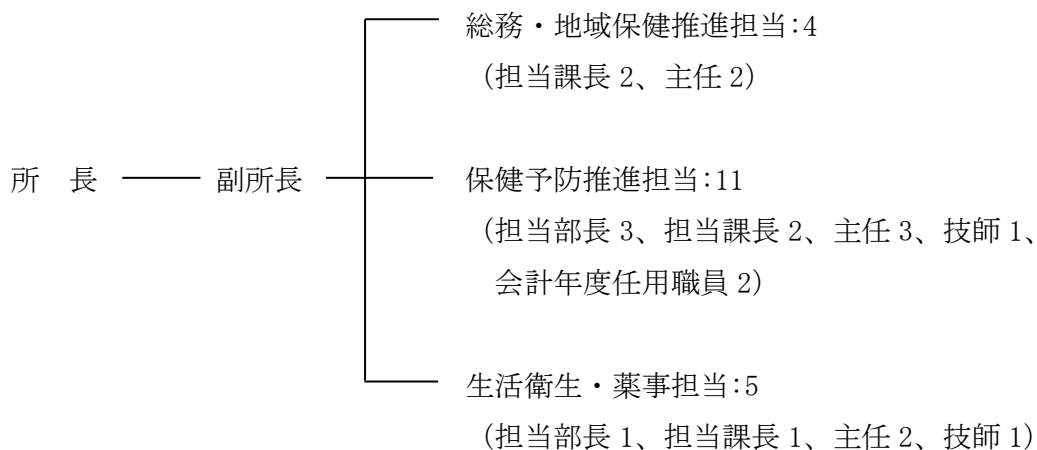 総務・地域保健推進担当:4
（担当課長 2、主任 2）
所　長
副所長
保健予防推進担当:11
（担当部長 3、担当課長 2、主任 3、技師 1、
会計年度任用職員 2）
生活衛生・薬事担当:5
（担当部長 1、担当課長 1、主任 2、技師 1）